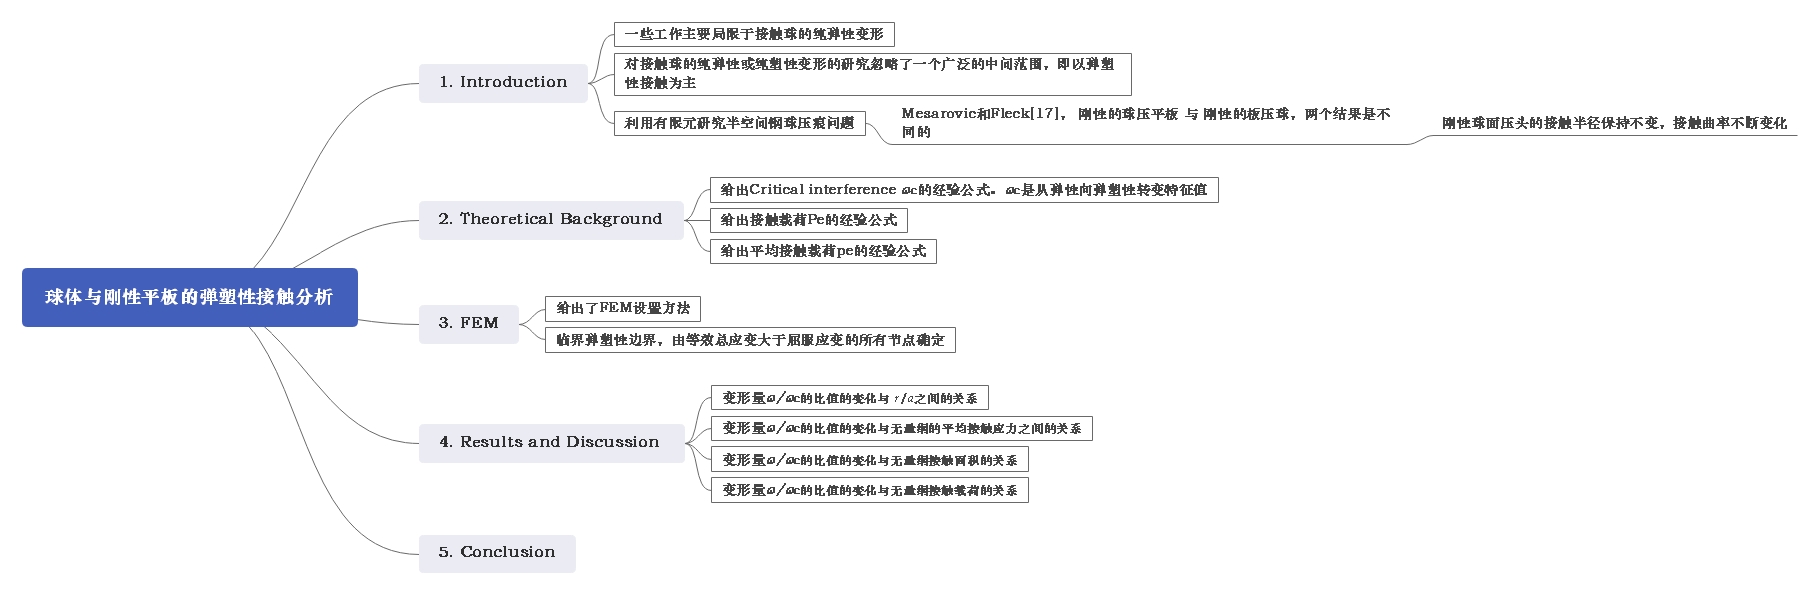 球体与刚性平板的弹塑性接触分析
1. Introduction
一些工作主要局限于接触球的纯弹性变形
对接触球的纯弹性或纯塑性变形的研究忽略了一个广泛的中间范围，即以弹塑
性接触为主
利用有限元研究半空间钢球压痕问题
Mesarovic和Fleck[17]， 刚性的球压平板 与 刚性的板压球，两个结果是不
同的
刚性球面压头的接触半径保持不变，接触曲率不断变化
2. Theoretical Background
给出Critical interference ωc的经验公式。ωc是从弹性向弹塑性转变特征值
给出接触载荷Pe的经验公式
给出平均接触载荷pe的经验公式
3. FEM
给出了FEM设置方法
临界弹塑性边界，由等效总应变大于屈服应变的所有节点确定
4. Results and Discussion
变形量ω/ωc的比值的变化与 r/a之间的关系
变形量ω/ωc的比值的变化与无量纲的平均接触应力之间的关系
变形量ω/ωc的比值的变化与无量纲接触面积的关系
变形量ω/ωc的比值的变化与无量纲接触载荷的关系
5. Conclusion